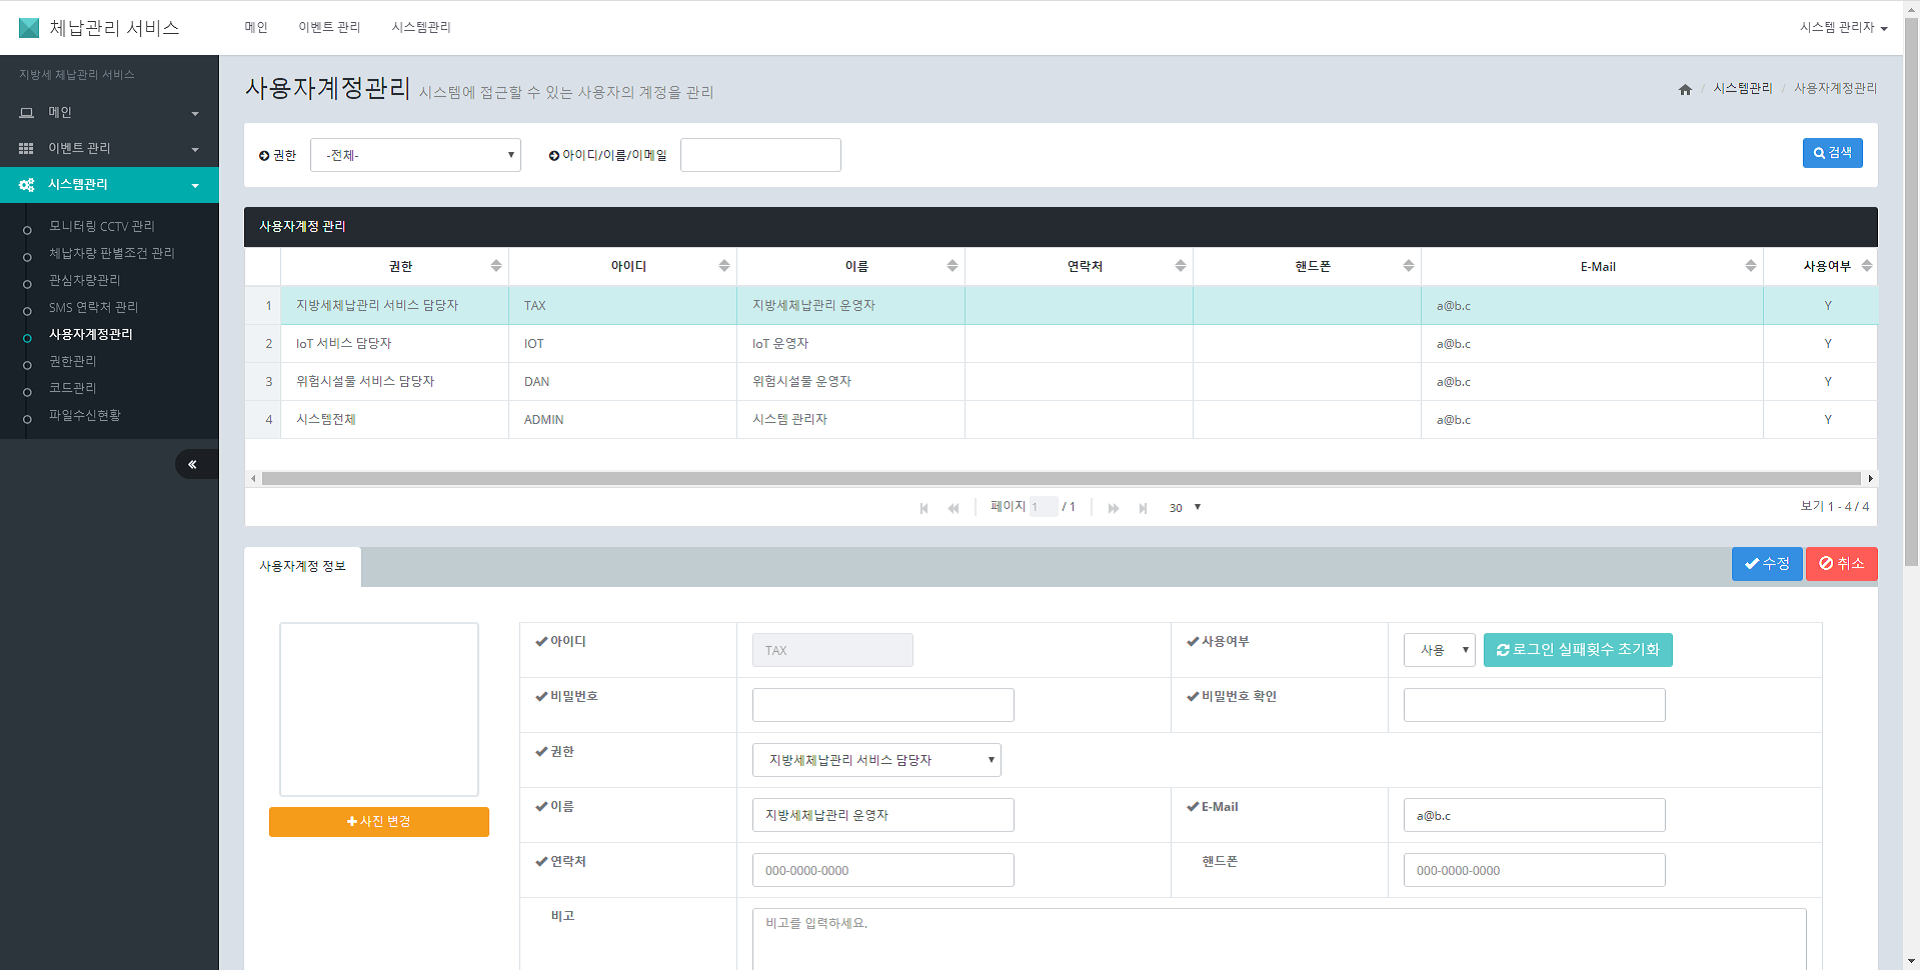 체납관리 서비스
메인 이벤트 관리 시스템관리
시스템 관리자
지방세 체납관리 서비스
메인
이벤트 관리
시스템관리
모니터링 CCTV 관리
체납차량 판별조건 관리
관심차량관리
SMS 연락처 관리
사용자계정관리
권한관리
코드관리
파일수신현황
사용자계정관리 시스템에 접근할 수 있는 사용자의 계정을 관리
/ 시스템관리 / 사용자계정관리
권한 -전체- 아이디/이름/이메일 검색
사용자계정 관리
권한 아이디 이름 연락처 핸드폰 E-Mail 사용여부
1 지방세체납관리 서비스 담당자 TAX 지방세체납관리 운영자 a@b.c Y
2 IoT 서비스 담당자 IOT IoT 운영자 a@b.c Y
3 위험시설물 서비스 담당자 DAN 위험시설물 운영자 a@b.c Y
4 시스템전체 ADMIN 시스템 관리자 a@b.c Y
페이지 1 / 1 30 보기 1 - 4 / 4
사용자계정 정보 수정 취소
아이디 TAX 사용여부 사용 로그인 실패횟수 초기화
비밀번호 비밀번호 확인
권한 지방세체납관리 서비스 담당자
이름 지방세체납관리 운영자 E-Mail a@b.c
사진 변경
연락처 000-0000-0000 핸드폰 000-0000-0000
비고 비고를 입력하세요.